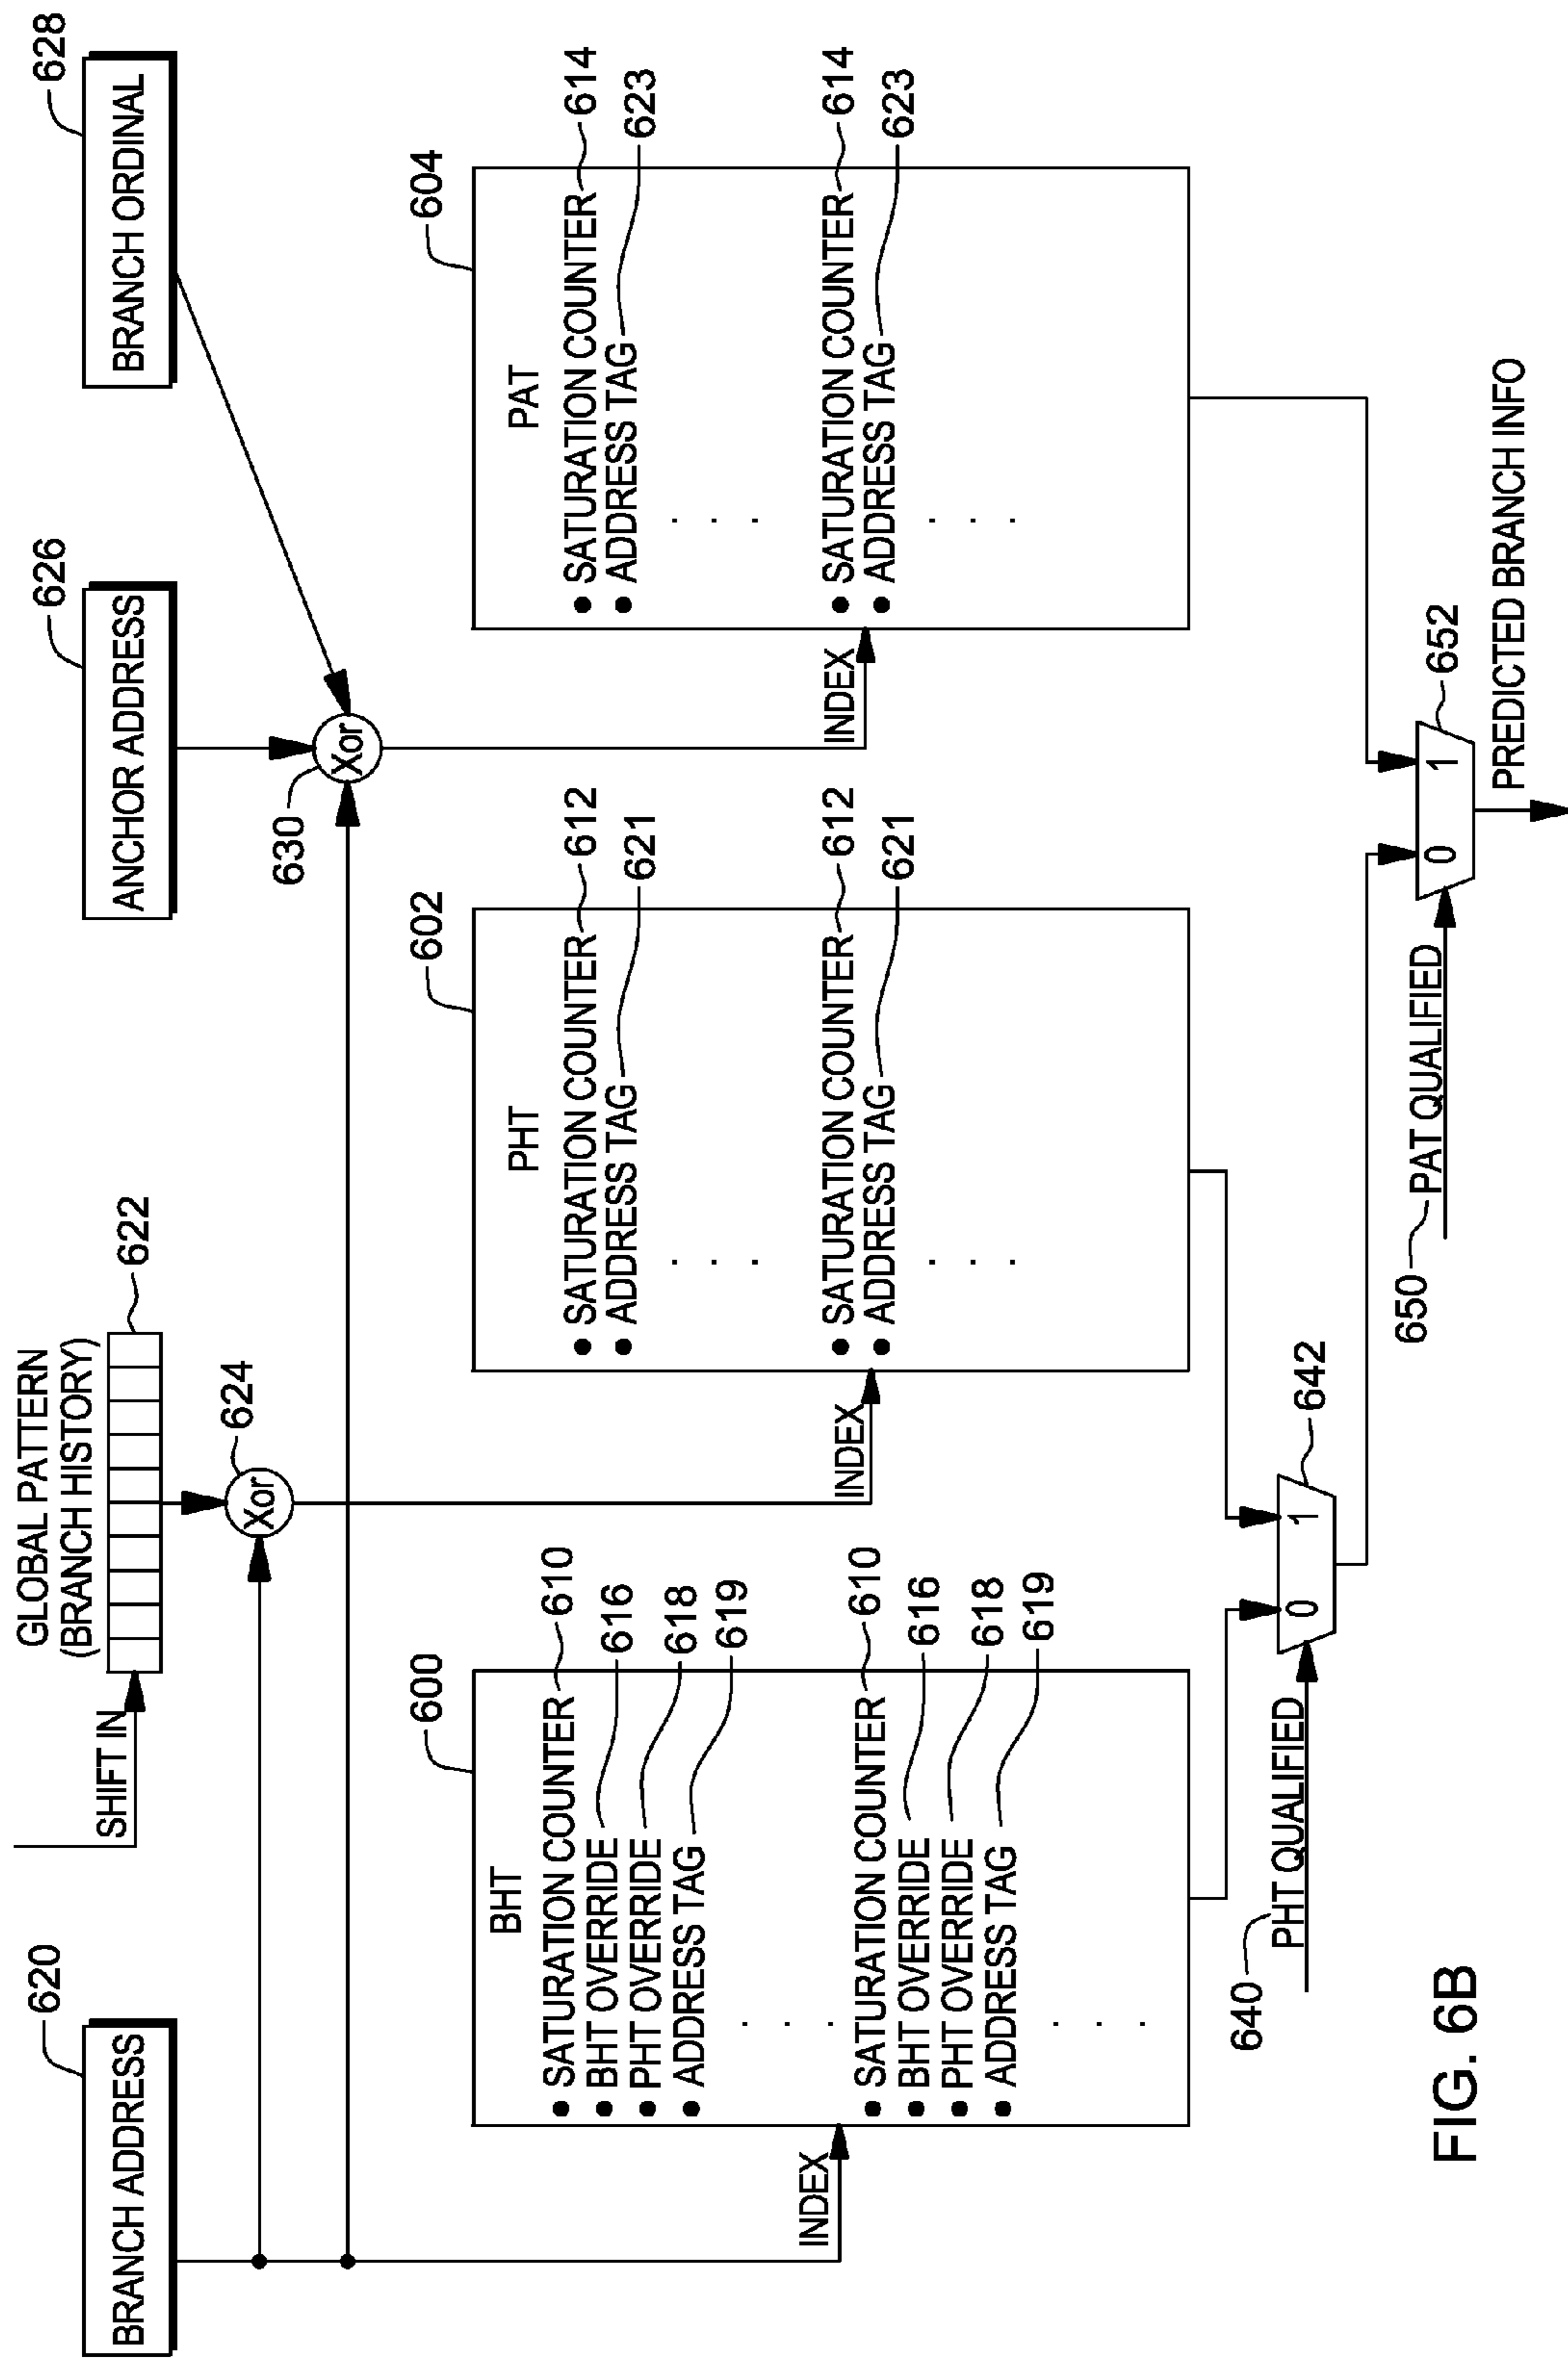 620
BRANCH ADDRESS
SHIFT IN
GLOBAL PATTERN
(BRANCH HISTORY)
622
624
Xor
626
ANCHOR ADDRESS
628
BRANCH ORDINAL
630
Xor
600
BHT
• SATURATION COUNTER 610
• BHT OVERRIDE 616
• PHT OVERRIDE 618
• ADDRESS TAG 619
. . .
INDEX
• SATURATION COUNTER 610
• BHT OVERRIDE 616
• PHT OVERRIDE 618
• ADDRESS TAG 619
. . .
602
PHT
• SATURATION COUNTER 612
• ADDRESS TAG 621
. . .
INDEX
• SATURATION COUNTER 612
• ADDRESS TAG 621
. . .
604
PAT
• SATURATION COUNTER 614
• ADDRESS TAG 623
. . .
INDEX
• SATURATION COUNTER 614
• ADDRESS TAG 623
. . .
640 PHT QUALIFIED
0 1
642
650 PAT QUALIFIED
0 1
652
PREDICTED BRANCH INFO
FIG. 6B